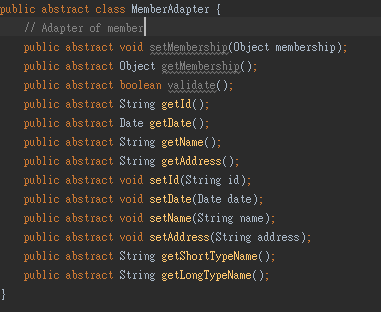 public abstract class MemberAdapter {
// Adapter of member
public abstract void setMembership(Object membership);
public abstract Object getMembership();
public abstract boolean validate();
public abstract String getId();
public abstract Date getDate();
public abstract String getName();
public abstract String getAddress();
public abstract void setId(String id);
public abstract void setDate(Date date);
public abstract void setName(String name);
public abstract void setAddress(String address);
public abstract String getShortTypeName();
public abstract String getLongTypeName();
}